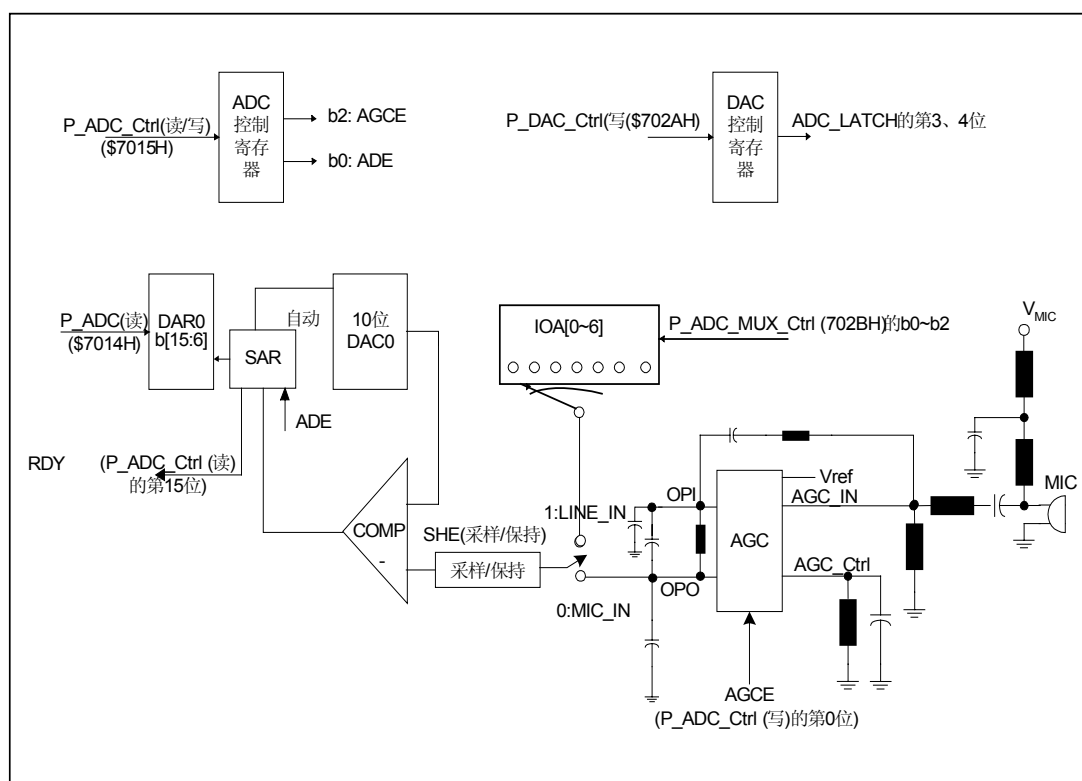 ADC
控制
寄存
器
P_ADC_Ctrl(读/写)
($7015H)
b2: AGCE
b0: ADE
DAC
控制
寄存
器
P_DAC_Ctrl(写($702AH)
ADC_LATCH的第3、4位
P_ADC(读)
($7014H)
DAR0
b[15:6]
SAR
自动
10位
DAC0
ADE
IOA[0~6]
P_ADC_MUX_Ctrl (702BH)的b0~b2
VMIC
RDY
(P_ADC_Ctrl (读)
的第15位)
COMP
-
SHE(采样/保持)
采样/保持
1:LINE_IN
0:MIC_IN
OPI
OPO
AGC
Vref
AGC_IN
AGC_Ctrl
MIC
AGCE
(P_ADC_Ctrl (写)的第0位)